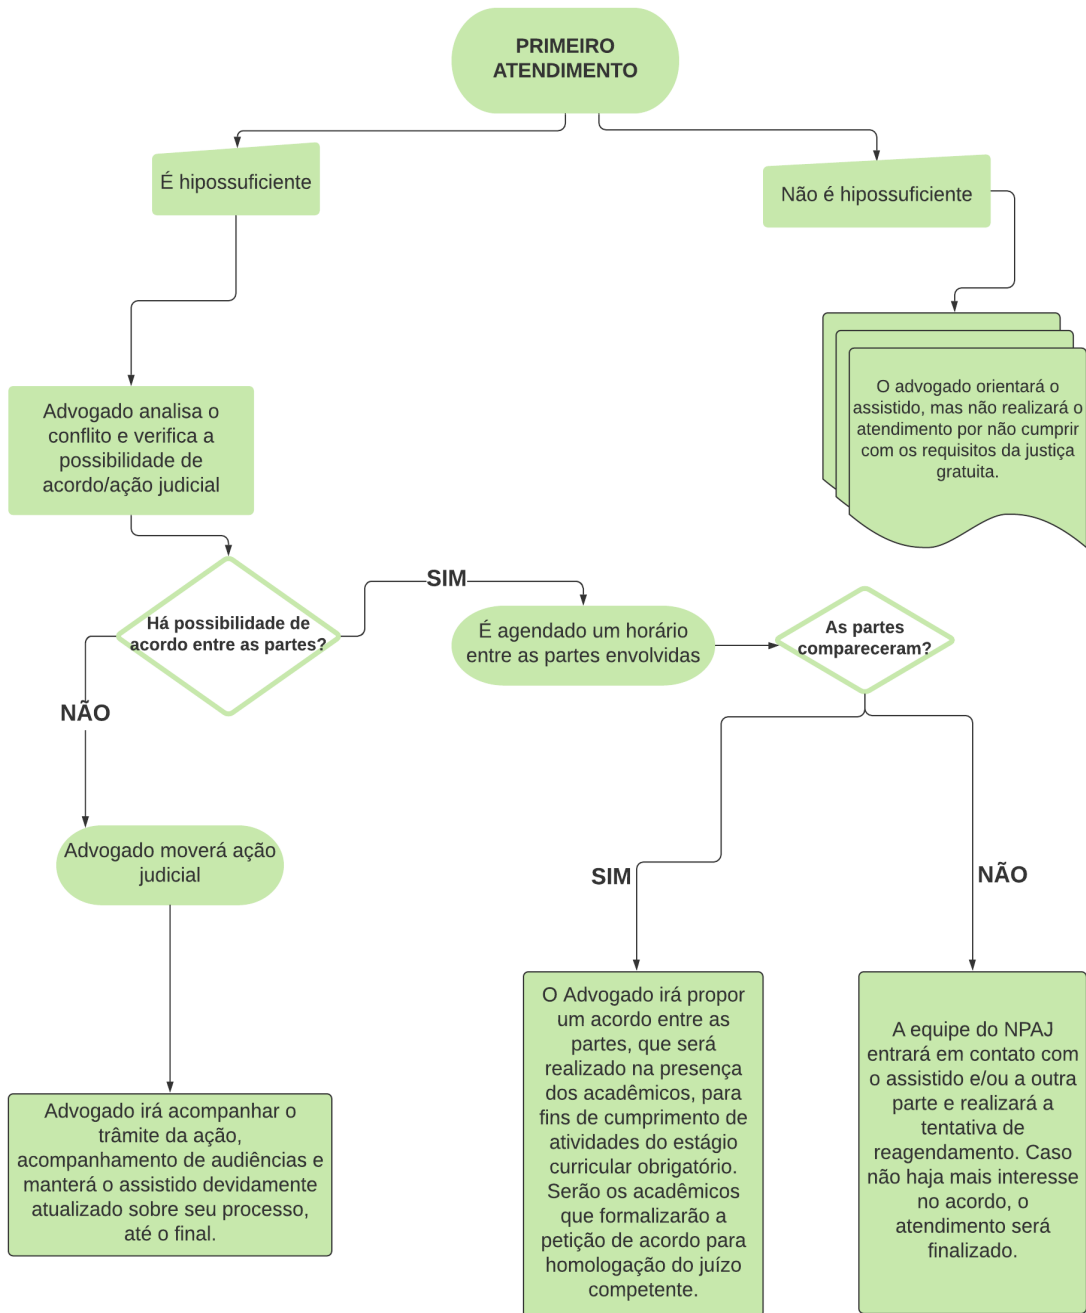 PRIMEIRO
ATENDIMENTO
É hipossuficiente
Não é hipossuficiente
O advogado orientará o
assistido, mas não realizará o
atendimento por não cumprir
com os requisitos da justiça
gratuita.
Advogado analisa o
conflito e verifica a
possibilidade de
acordo/ação judicial
Há possibilidade de
acordo entre as partes?
SIM
É agendado um horário
entre as partes envolvidas
As partes
compareceram?
NÃO
Advogado moverá ação
judicial
SIM
NÃO
Advogado irá acompanhar o
trâmite da ação,
acompanhamento de audiências e
manterá o assistido devidamente
atualizado sobre seu processo,
até o final.
O Advogado irá propor
um acordo entre as
partes, que será
realizado na presença
dos acadêmicos, para
fins de cumprimento de
atividades do estágio
curricular obrigatório.
Serão os acadêmicos
que formalizarão a
petição de acordo para
homologação do juízo
competente.
A equipe do NPAJ
entrará em contato com
o assistido e/ou a outra
parte e realizará a
tentativa de
reagendamento. Caso
não haja mais interesse
no acordo, o
atendimento será
finalizado.